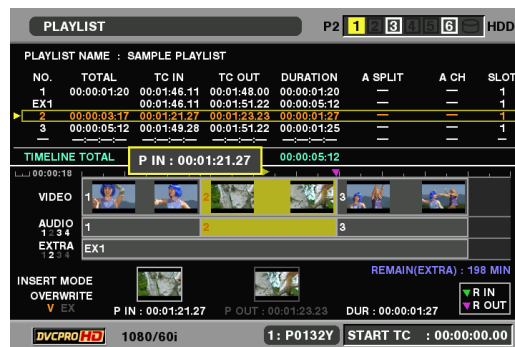 PLAYLIST P2 1 2 3 4 5 6 HDD
PLAYLIST NAME : SAMPLE PLAYLIST
NO. TOTAL TC IN TC OUT DURATION A SPLIT A CH SLOT
1 00:00:01:20 00:01:46.11 00:01:48.00 00:00:01:20 — — 1
EX1 00:01:46.11 00:01:51.22 00:00:05:12 — — 1
2 00:00:03:17 00:01:21.27 00:01:23.23 00:00:01:27 — — 1
3 00:00:05:12 00:01:49.28 00:01:51.22 00:00:01:25 — — 1
— --:--:--:-- --:--:--:-- --:--:--:-- --:--:--:-- — — —
TIMELINE TOTAL P IN : 00:01:21.27 00:00:05:12
00:00:18
VIDEO 1 2 3
AUDIO 1 2 3
1 2 3 4
EXTRA EX1
1 2 3 4
REMAIN(EXTRA) : 198 MIN
INSERT MODE
OVERWRITE
V EX
R IN
R OUT
P IN : 00:01:21.27 P OUT : 00:01:23.23 DUR : 00:00:01:27
DVCPRO HD 1080/60i 1: P0132Y START TC : 00:00:00.00